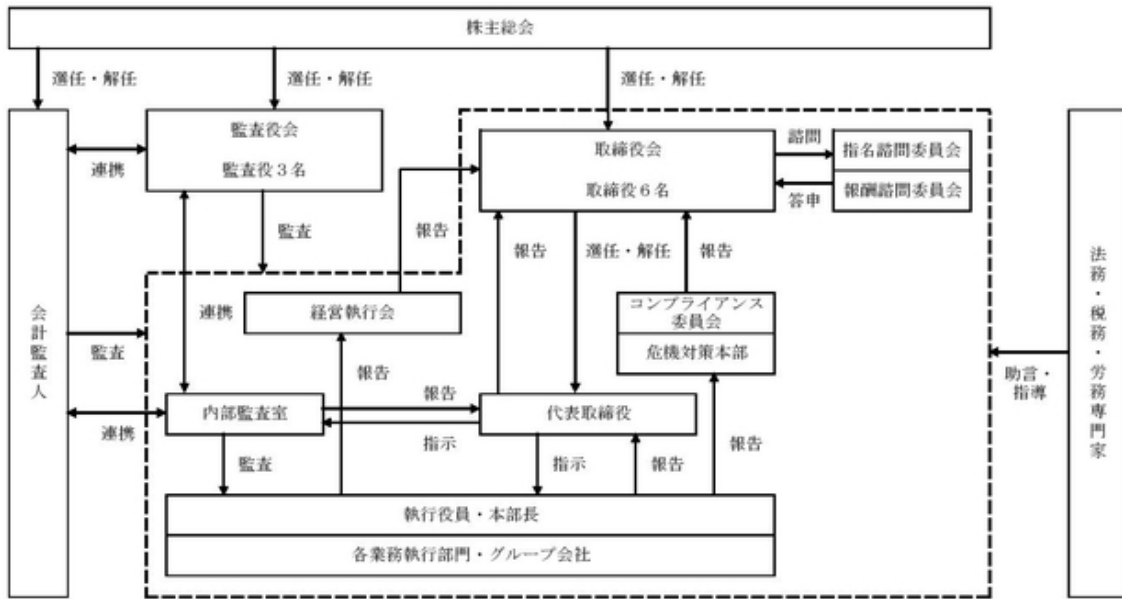 株主総会
選任・解任
選任・解任
選任・解任
監査役会
監査役3名
連携
取締役会
取締役6名
諮問
答申
指名諮問委員会
報酬諮問委員会
監査
報告
報告
選任・解任
報告
法務・税務・労務専門家
会計監査人
連携
経営執行会
コンプライアンス
委員会
危機対策本部
監査
報告
助言・
指導
連携
内部監査室
報告
指示
代表取締役
監査
指示
報告
報告
執行役員・本部長
各業務執行部門・グループ会社